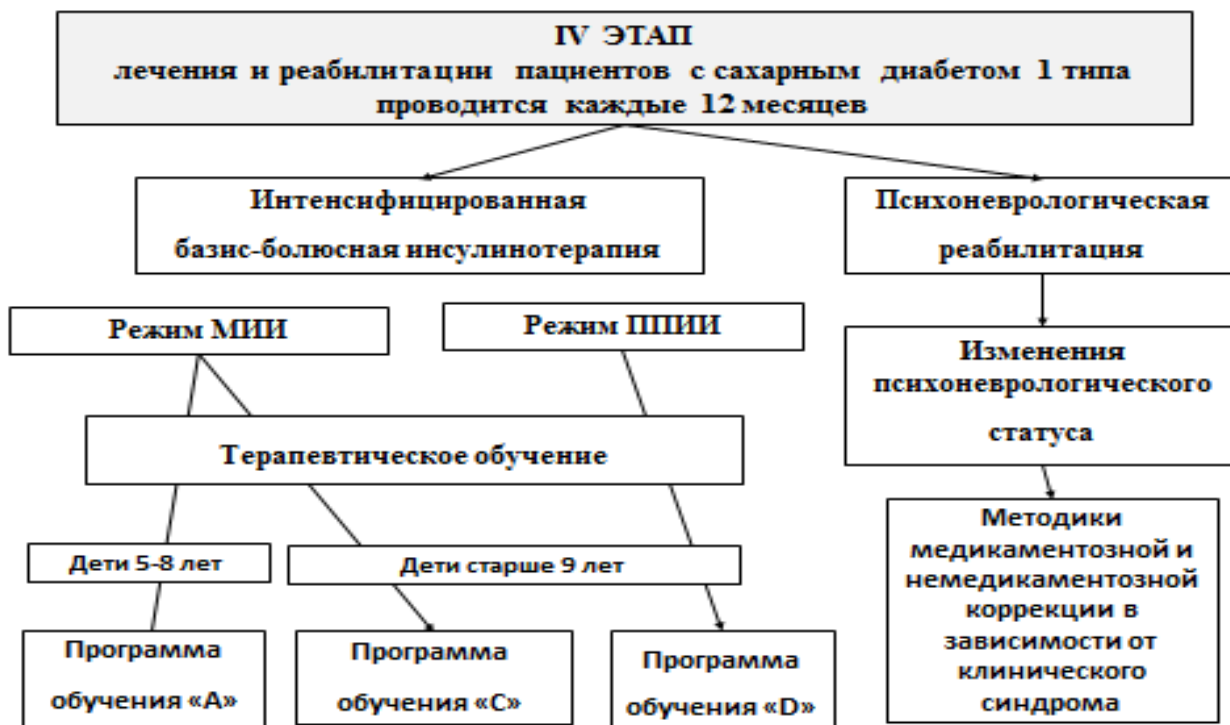 IV ЭТАП
лечения и реабилитации пациентов с сахарным диабетом 1 типа
проводится каждые 12 месяцев
Интенсифицированная
базис-болюсная инсулинотерапия
Психоневрологическая
реабилитация
Режим МИИ
Режим ППИИ
Изменения
психоневрологического
статуса
Терапевтическое обучение
Методики
медикаментозной и
немедикаментозной
коррекции в
зависимости от
клинического
синдрома
Дети 5-8 лет
Дети старше 9 лет
Программа
обучения «А»
Программа
обучения «С»
Программа
обучения «D»